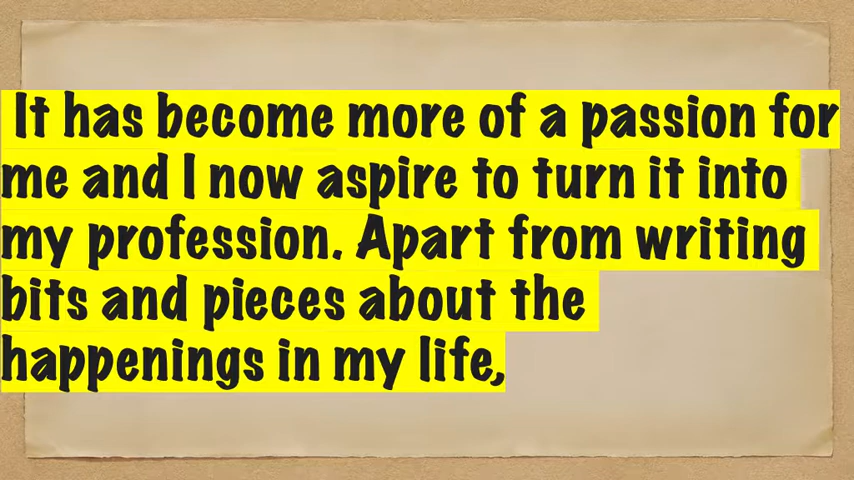 It has become more of a passion for
me and I now aspire to turn it into
my profession. Apart from writing
bits and pieces about the
happenings in my life,